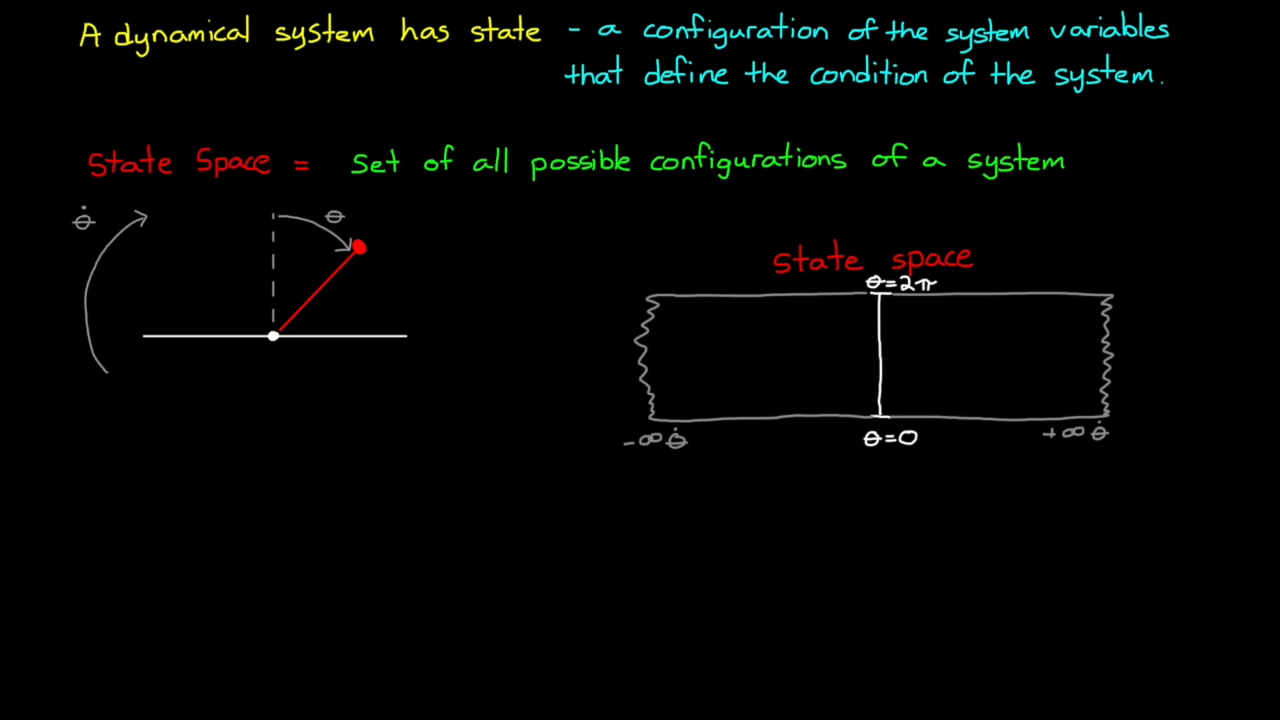 A dynamical system has state - a configuration of the system variables
that define the condition of the system.
State Space = Set of all possible configurations of a system
θ̇
θ
State space
θ=2π
-∞ θ̇
θ=0
+∞ θ̇